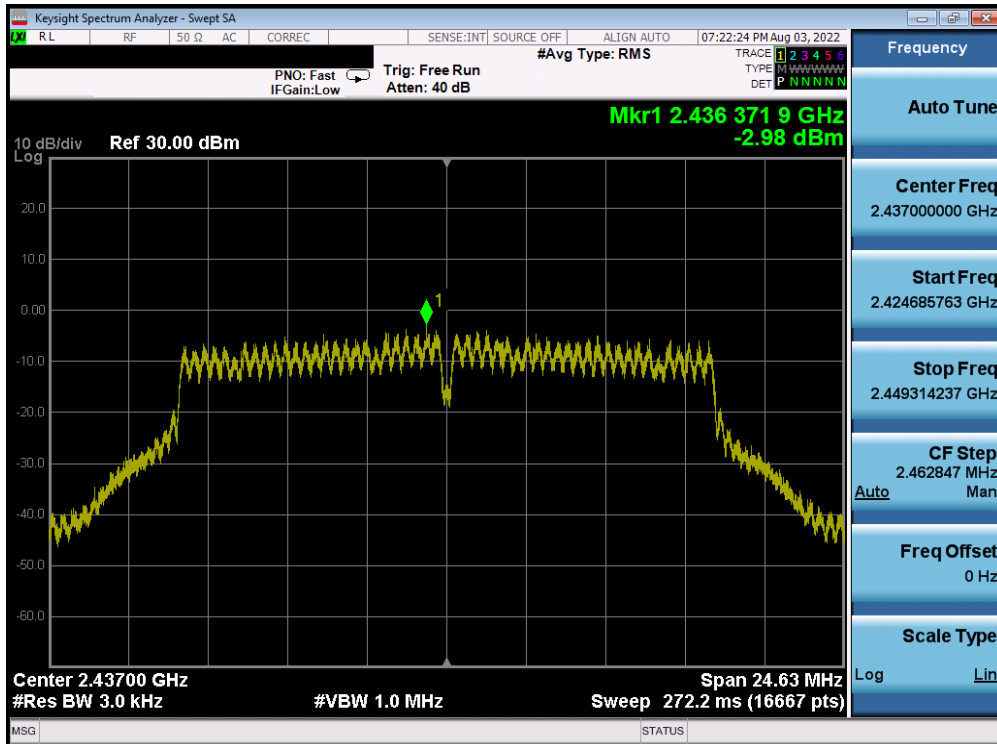 Keysight Spectrum Analyzer - Swept SA
LXI RL RF 50 Ω AC CORREC SENSE:INT SOURCE OFF ALIGN AUTO 07:22:24 PM Aug 03, 2022
#Avg Type: RMS
TRACE 1 2 3 4 5 6
PNO: Fast Trig: Free Run TYPE M W W W W W
IFGain:Low Atten: 40 dB DET P N N N N N
Mkr1 2.436 371 9 GHz
-2.98 dBm
10 dB/div Ref 30.00 dBm
Log
20.0
10.0
0.00
1
-10.0
-20.0
-30.0
-40.0
-50.0
-60.0
Center 2.43700 GHz Span 24.63 MHz
#Res BW 3.0 kHz #VBW 1.0 MHz Sweep 272.2 ms (16667 pts)
MSG STATUS
Frequency
Auto Tune
Center Freq
2.437000000 GHz
Start Freq
2.424685763 GHz
Stop Freq
2.449314237 GHz
CF Step
2.462847 MHz
Auto Man
Freq Offset
0 Hz
Scale Type
Log Lin